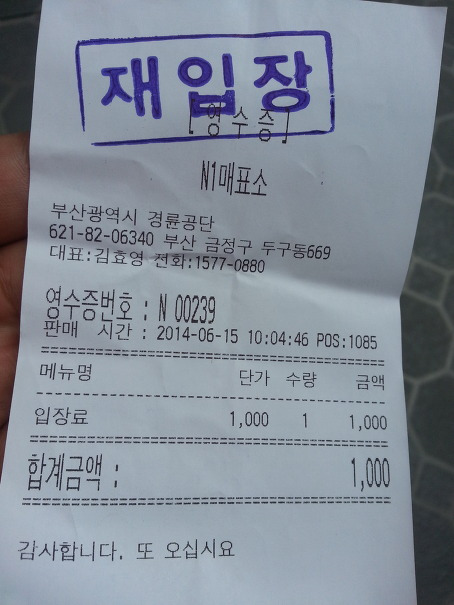 재입장
[영수증]
N1매표소
부산광역시 경륜공단
621-82-06340 부산 금정구 두구동669
대표:김효영 전화:1577-0880
영수증번호 : N 00239
판매 시간 : 2014-06-15 10:04:46 POS:1085
메뉴명 단가 수량 금액
입장료 1,000 1 1,000
합계금액 : 1,000
감사합니다. 또 오십시요